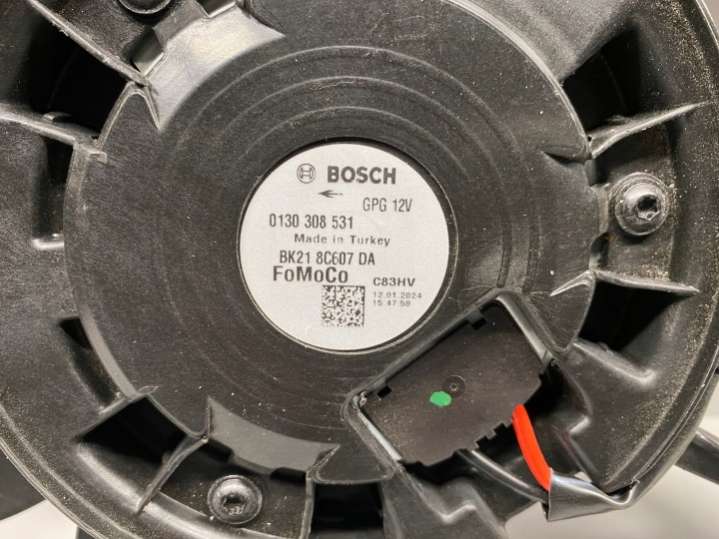 BOSCH
GPG 12V
0130 308 531
Made in Turkey
BK21 8C607 DA
FoMoCo C83HV
12.01.2024
15.47.59